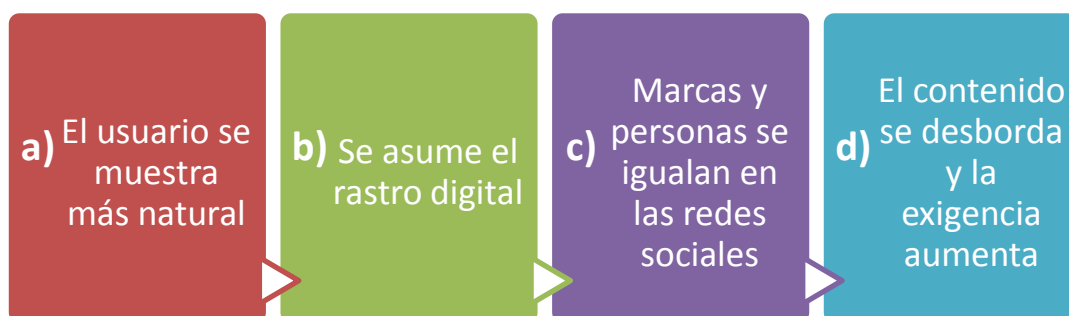 a)
El usuario se
muestra
más natural
b)
Se asume el
rastro digital
c)
Marcas y
personas se
igualan en
las redes
sociales
d)
El contenido
se desborda
y la
exigencia
aumenta